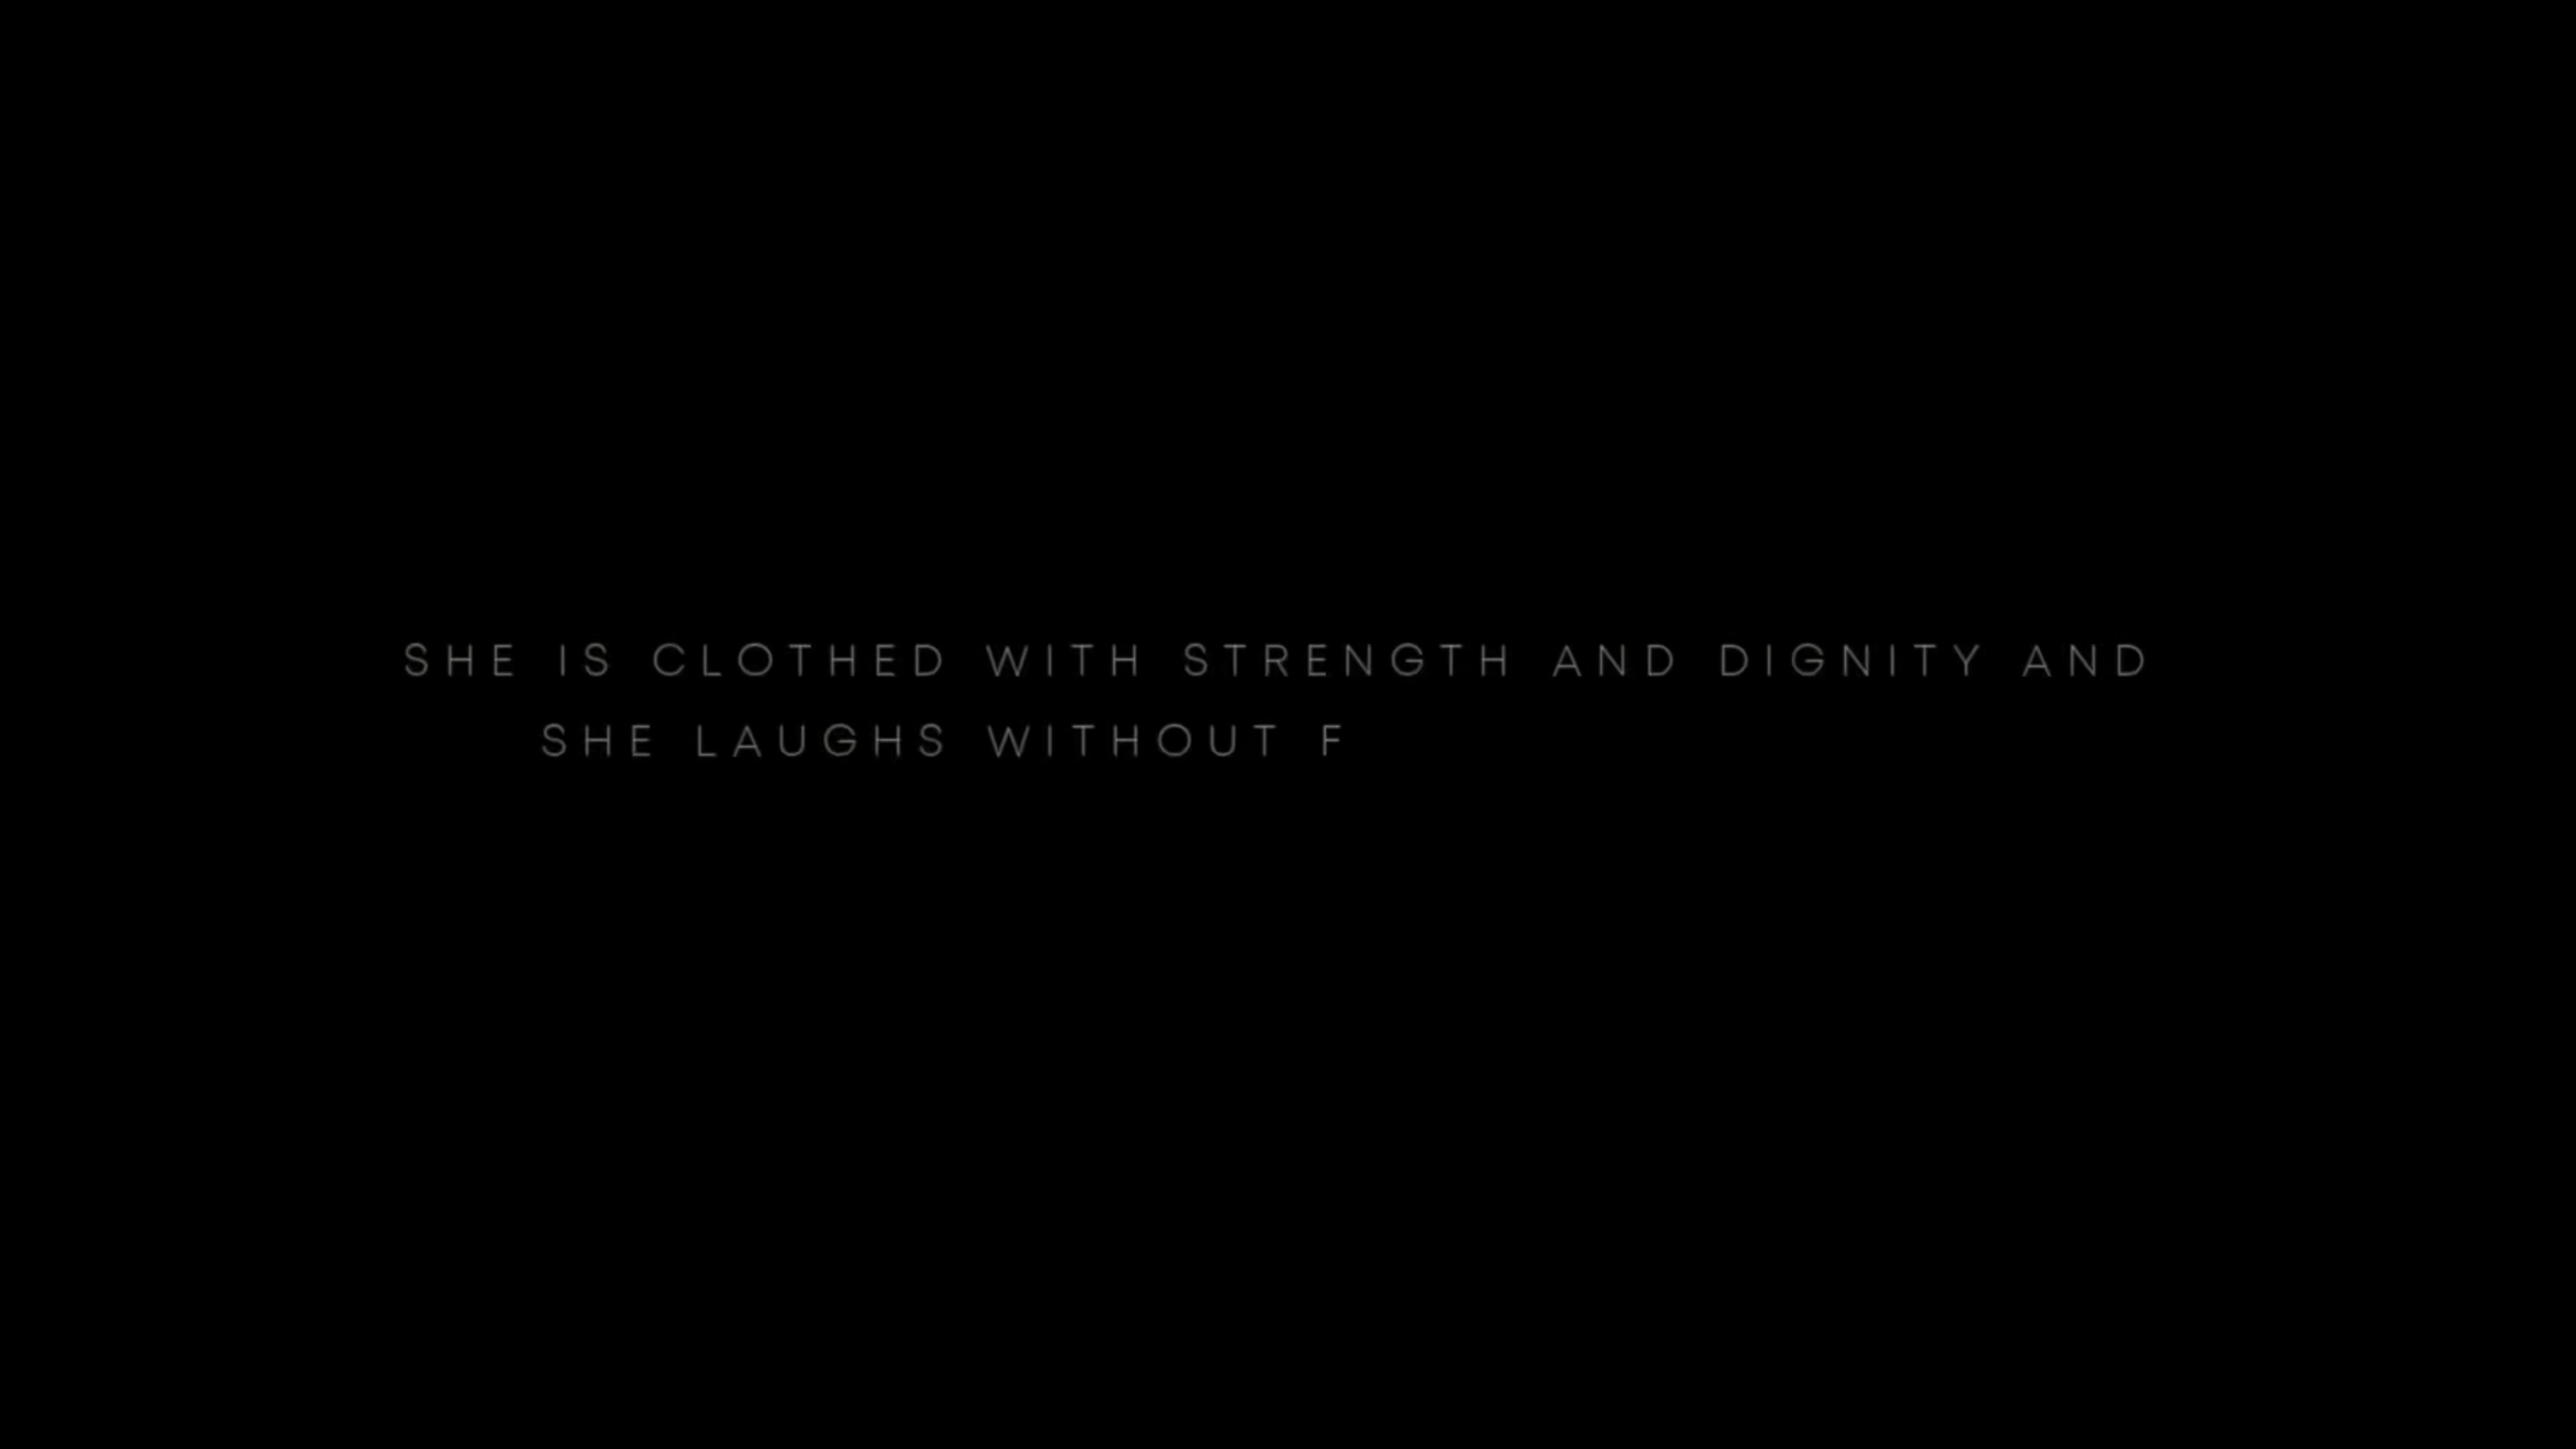 SHE IS CLOTHED WITH STRENGTH AND DIGNITY AND
SHE LAUGHS WITHOUT F